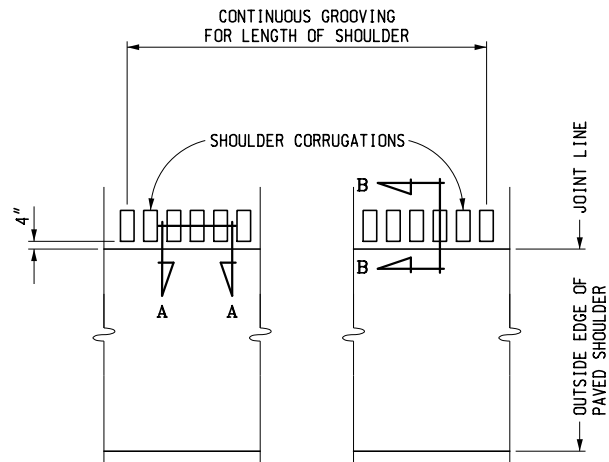 CONTINUOUS GROOVING
FOR LENGTH OF SHOULDER
SHOULDER CORRUGATIONS
B
B
4"
A
A
JOINT LINE
OUTSIDE EDGE OF
PAVED SHOULDER